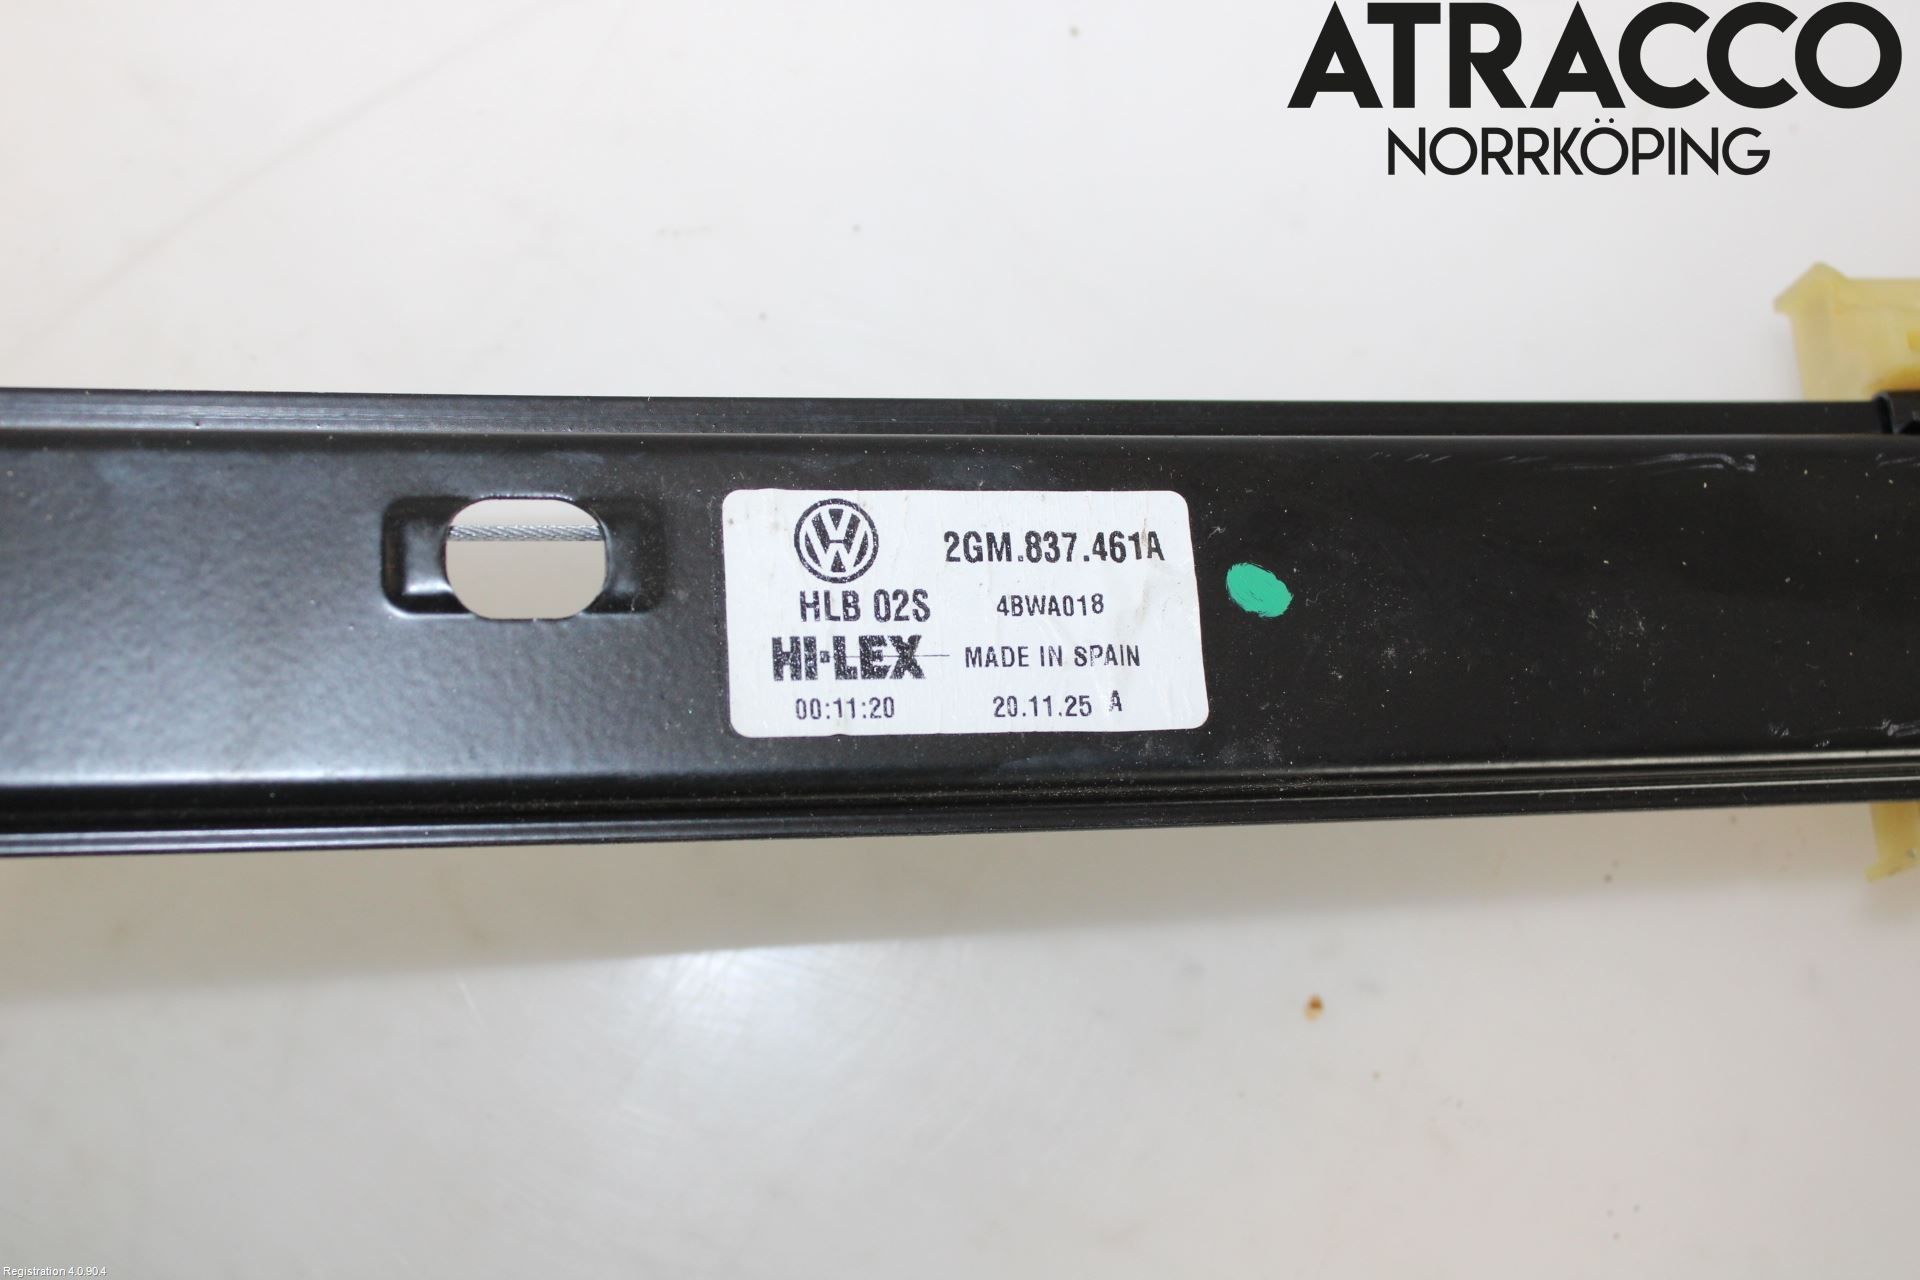 ATRACCO
NORRKÖPING
VW 2GM.837.461A
HLB 02S 4BWA018
HI-LEX MADE IN SPAIN
00:11:20 20.11.25 A
Registration 4.0.90.4